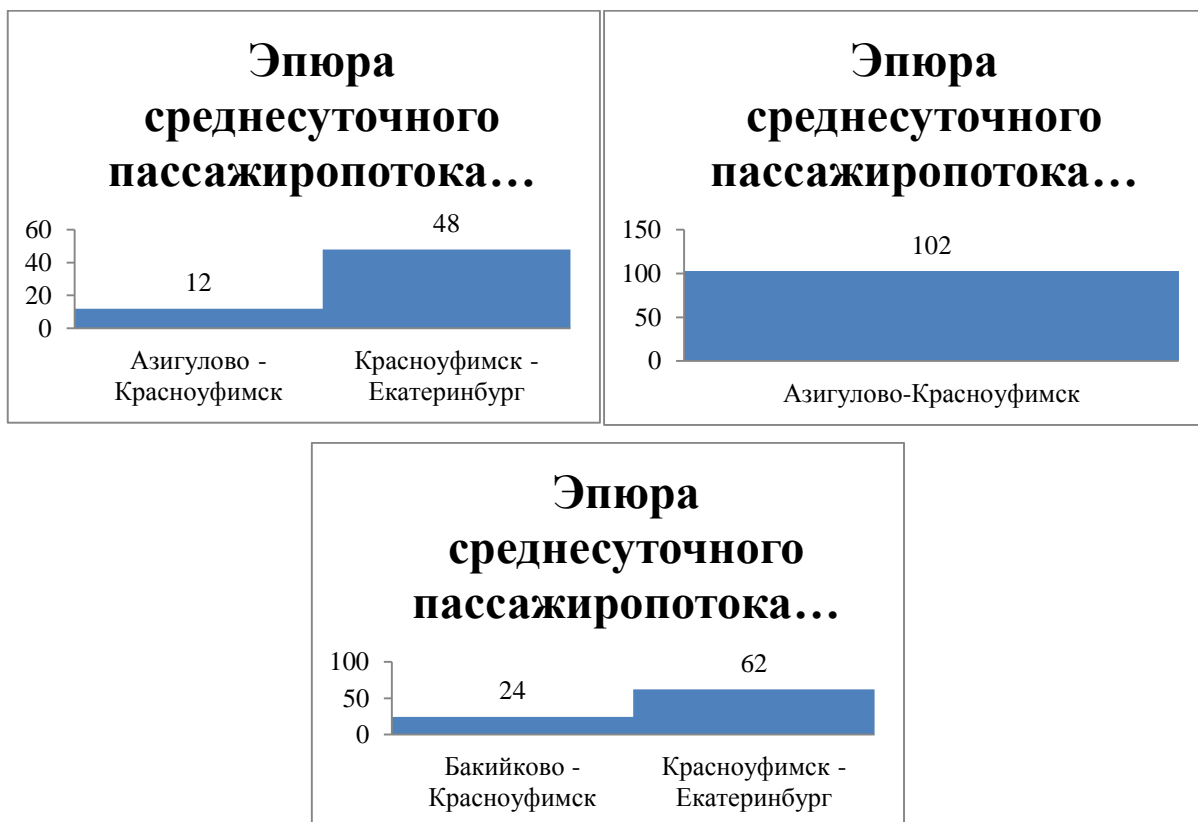 Эпюра
среднесуточного
пассажиропотока…
60
40
20
0
12
48
Азигулово -
Красноуфимск
Красноуфимск -
Екатеринбург
Эпюра
среднесуточного
пассажиропотока…
150
100
50
0
102
Азигулово-Красноуфимск
Эпюра
среднесуточного
пассажиропотока…
100
50
0
24
62
Бакийково -
Красноуфимск
Красноуфимск -
Екатеринбург